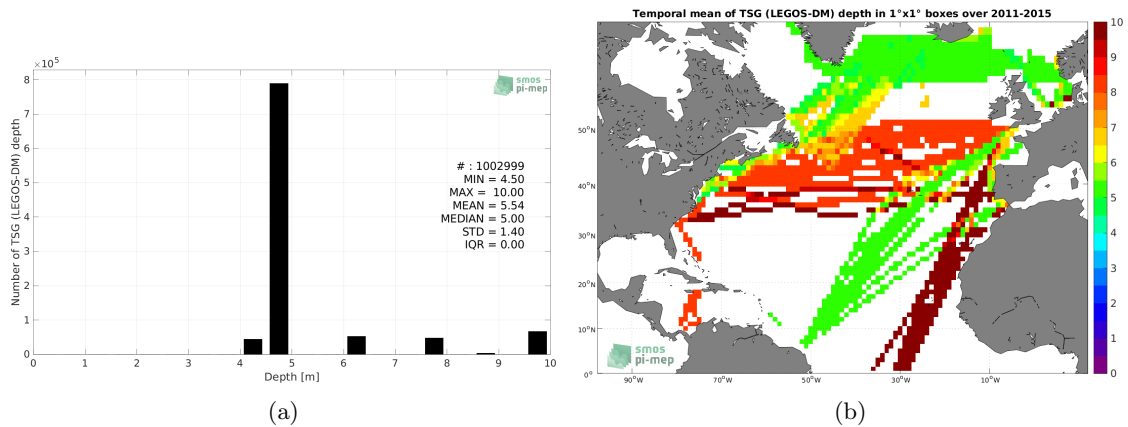 ×10⁵
8
7
6
5
4
3
2
1
0
Number of TSG (LEGOS-DM) depth
smos
pi-mep
# : 1002999
MIN = 4.50
MAX = 10.00
MEAN = 5.54
MEDIAN = 5.00
STD = 1.40
IQR = 0.00
0 1 2 3 4 5 6 7 8 9 10
Depth [m]
(a)
Temporal mean of TSG (LEGOS-DM) depth in 1°x1° boxes over 2011-2015
50°N
40°N
30°N
20°N
10°N
0°
90°W 70°W 50°W 30°W 10°W
smos
pi-mep
10
9
8
7
6
5
4
3
2
1
0
(b)